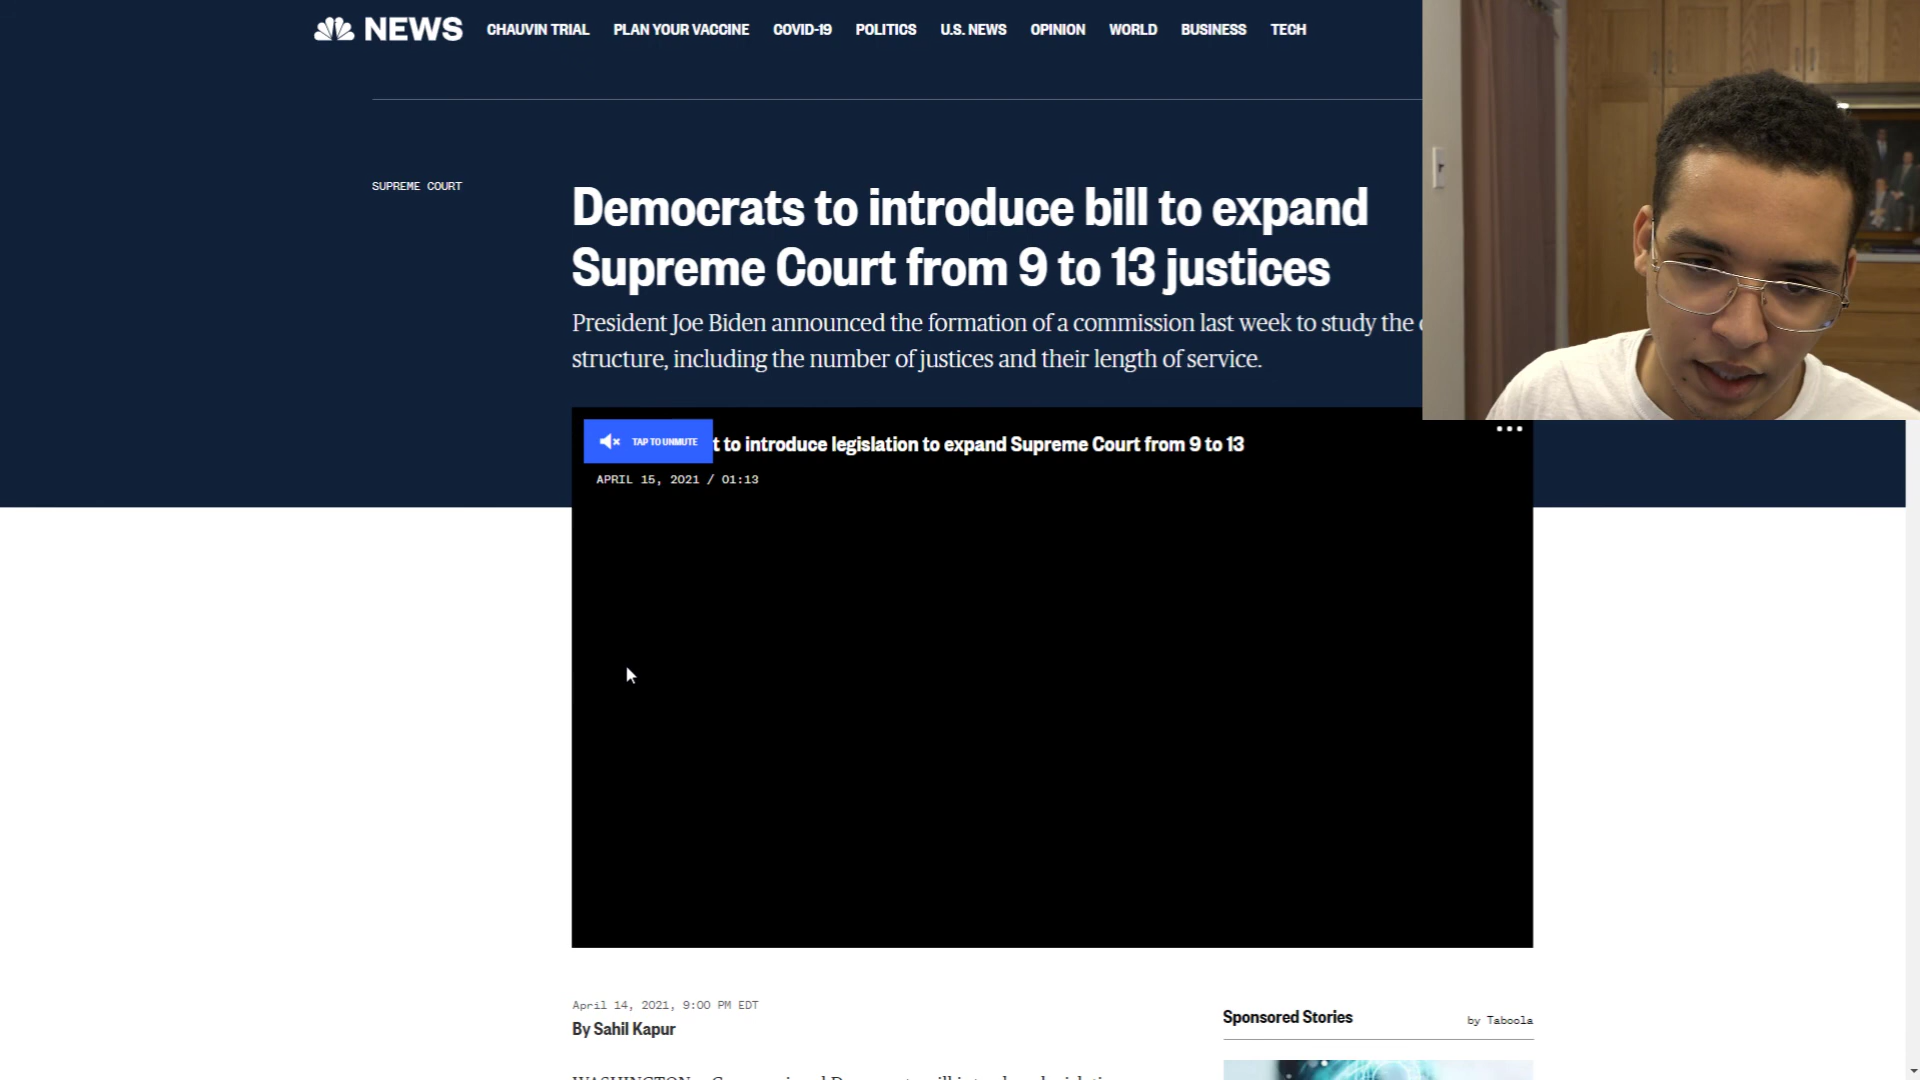 NEWS CHAUVIN TRIAL PLAN YOUR VACCINE COVID-19 POLITICS U.S. NEWS OPINION WORLD BUSINESS TECH
SUPREME COURT
Democrats to introduce bill to expand
Supreme Court from 9 to 13 justices
President Joe Biden announced the formation of a commission last week to study the
structure, including the number of justices and their length of service.
TAP TO UNMUTE
t to introduce legislation to expand Supreme Court from 9 to 13
APRIL 15, 2021 / 01:13
April 14, 2021, 9:00 PM EDT
By Sahil Kapur
Sponsored Stories
by Taboola